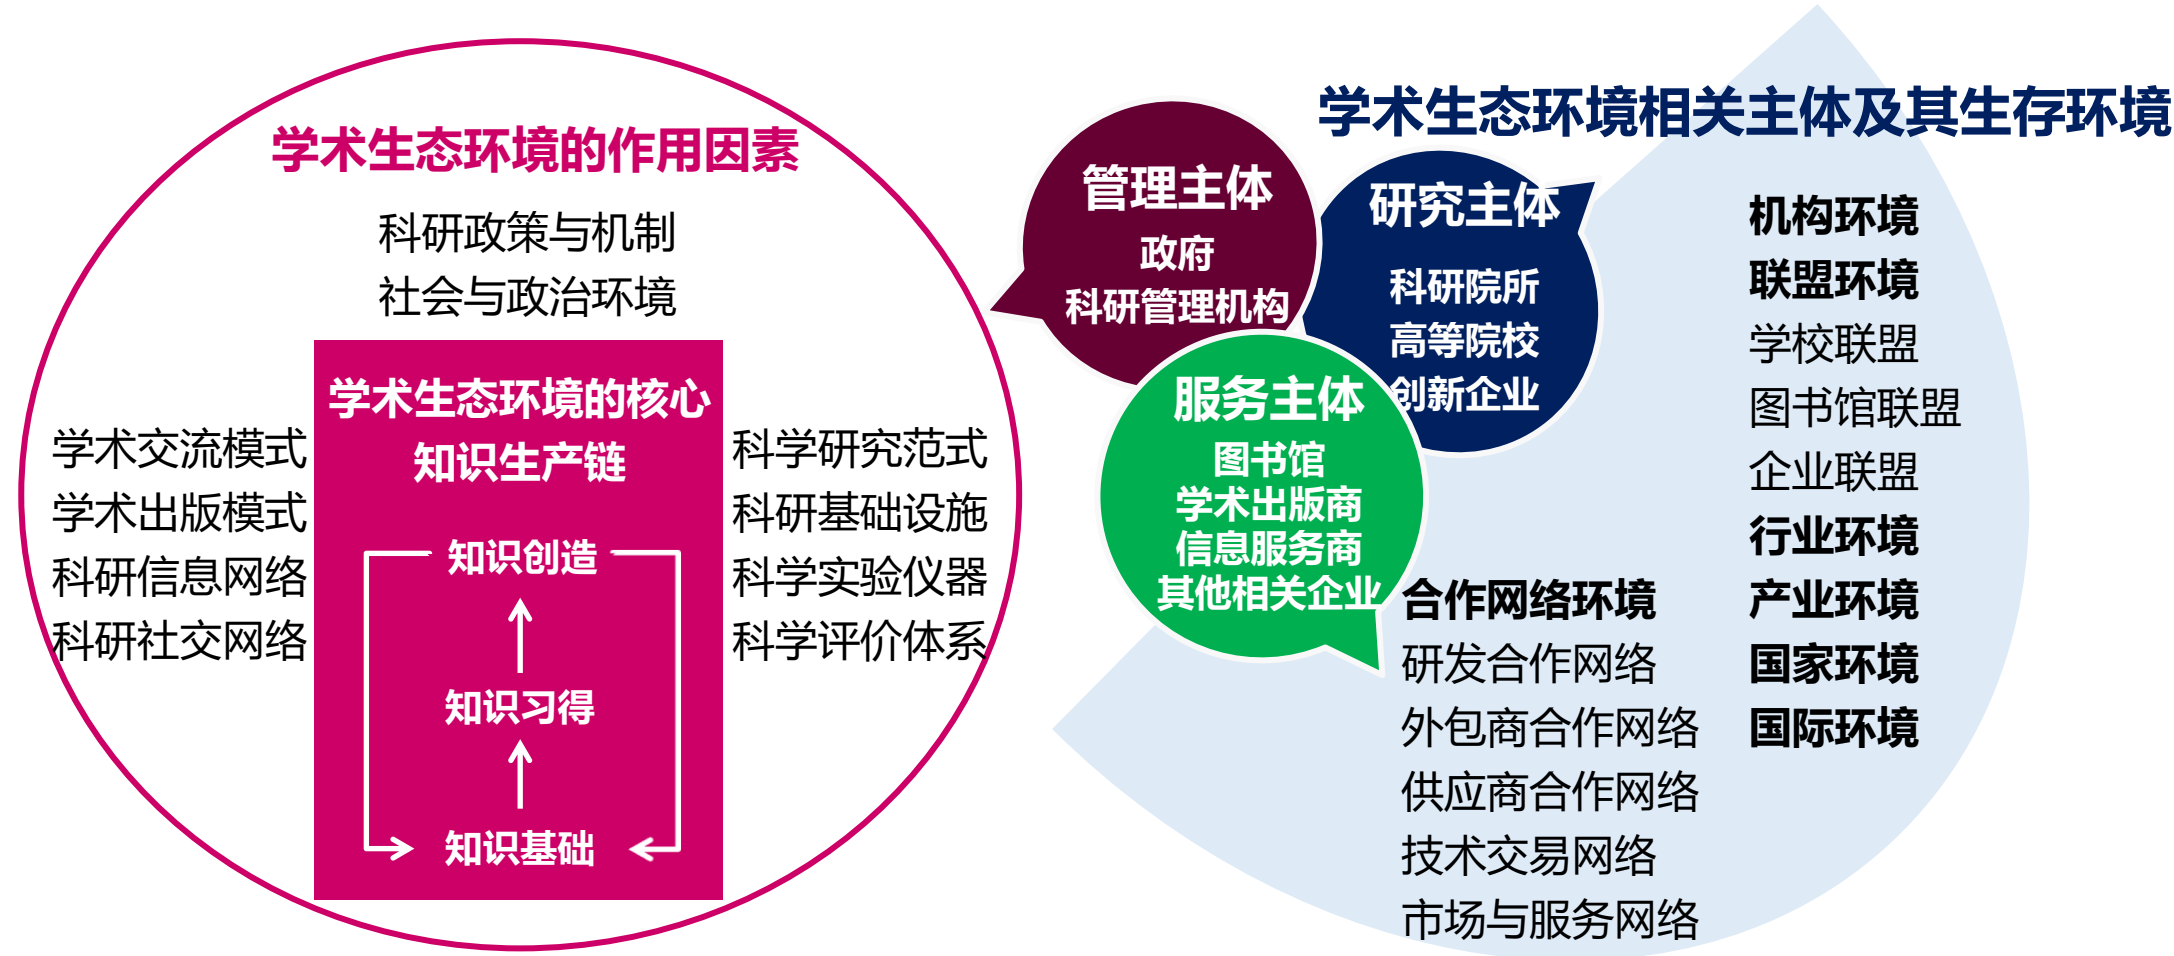 学术生态环境的作用因素
科研政策与机制
社会与政治环境
学术交流模式
学术出版模式
科研信息网络
科研社交网络
学术生态环境的核心
知识生产链
知识创造
知识习得
知识基础
科学研究范式
科研基础设施
科学实验仪器
科学评价体系
学术生态环境相关主体及其生存环境
管理主体
政府
科研管理机构
研究主体
科研院所
高等院校
创新企业
服务主体
图书馆
学术出版商
信息服务商
其他相关企业
合作网络环境
研发合作网络
外包商合作网络
供应商合作网络
技术交易网络
市场与服务网络
机构环境
联盟环境
学校联盟
图书馆联盟
企业联盟
行业环境
产业环境
国家环境
国际环境